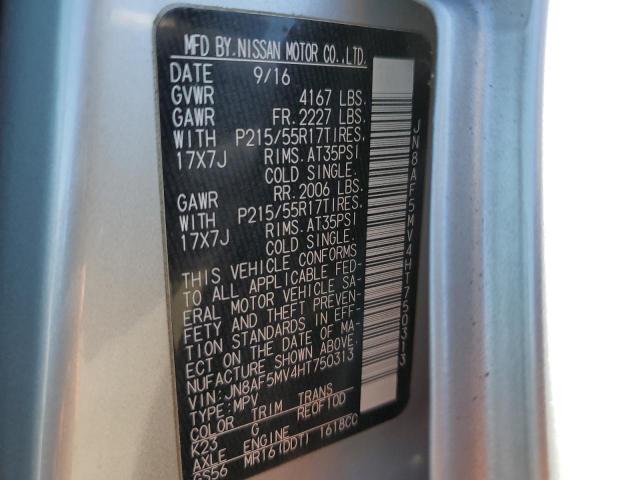 MFD BY.NISSAN MOTOR CO.,LTD.
DATE 9/16
GVWR 4167 LBS.
GAWR FR. 2227 LBS.
WITH P215/55R17TIRES.
17X7J RIMS.AT35PSI
COLD SINGLE.
GAWR RR. 2006 LBS.
WITH P215/55R17TIRES.
17X7J RIMS.AT35PSI
COLD SINGLE.
THIS VEHICLE CONFORMS
TO ALL APPLICABLE FED-
ERAL MOTOR VEHICLE SA-
FETY AND THEFT PREVEN-
TION STANDARDS IN EFF-
ECT ON THE DATE OF MA-
NUFACTURE SHOWN ABOVE.
VIN:JN8AF5MV4HT750313
TYPE:MPV
COLOR TRIM TRANS
K23 G RE0F10D
AXLE ENGINE
GS56 MR16(DDT) 1618CC
JN8AF5MV4HT750313